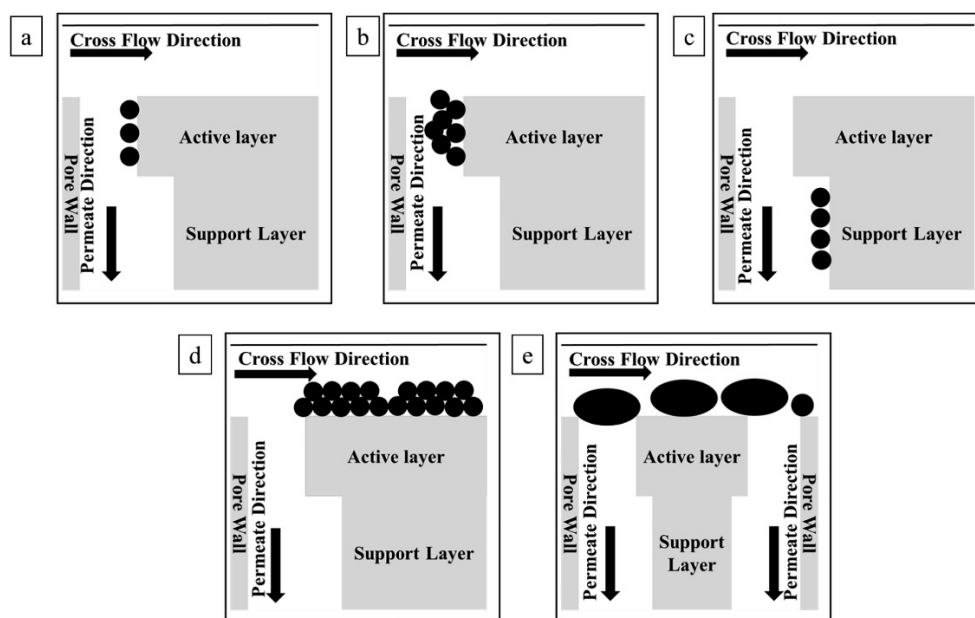 a
Cross Flow Direction
Pore Wall
Permeate Direction
Active layer
Support Layer
b
Cross Flow Direction
Pore Wall
Permeate Direction
Active layer
Support Layer
c
Cross Flow Direction
Pore Wall
Permeate Direction
Active layer
Support Layer
d
Cross Flow Direction
Pore Wall
Permeate Direction
Active layer
Support Layer
e
Cross Flow Direction
Pore Wall
Permeate Direction
Active layer
Support
Layer
Permeate Direction
Pore Wall